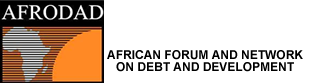 AFRODAD
AFRICAN FORUM AND NETWORK
ON DEBT AND DEVELOPMENT